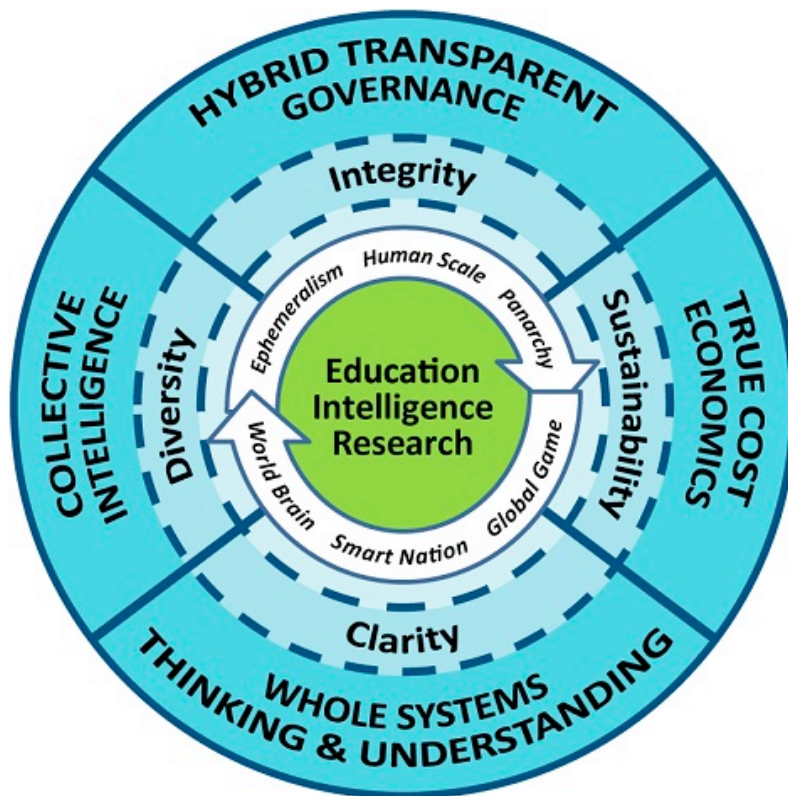 HYBRID TRANSPARENT
GOVERNANCE
Integrity
COLLECTIVE
INTELLIGENCE
Diversity
Ephemeralism
Human Scale
Panarchy
Education
Intelligence
Research
World Brain
Smart Nation
Global Game
Sustainability
TRUE COST
ECONOMICS
Clarity
WHOLE SYSTEMS
THINKING & UNDERSTANDING